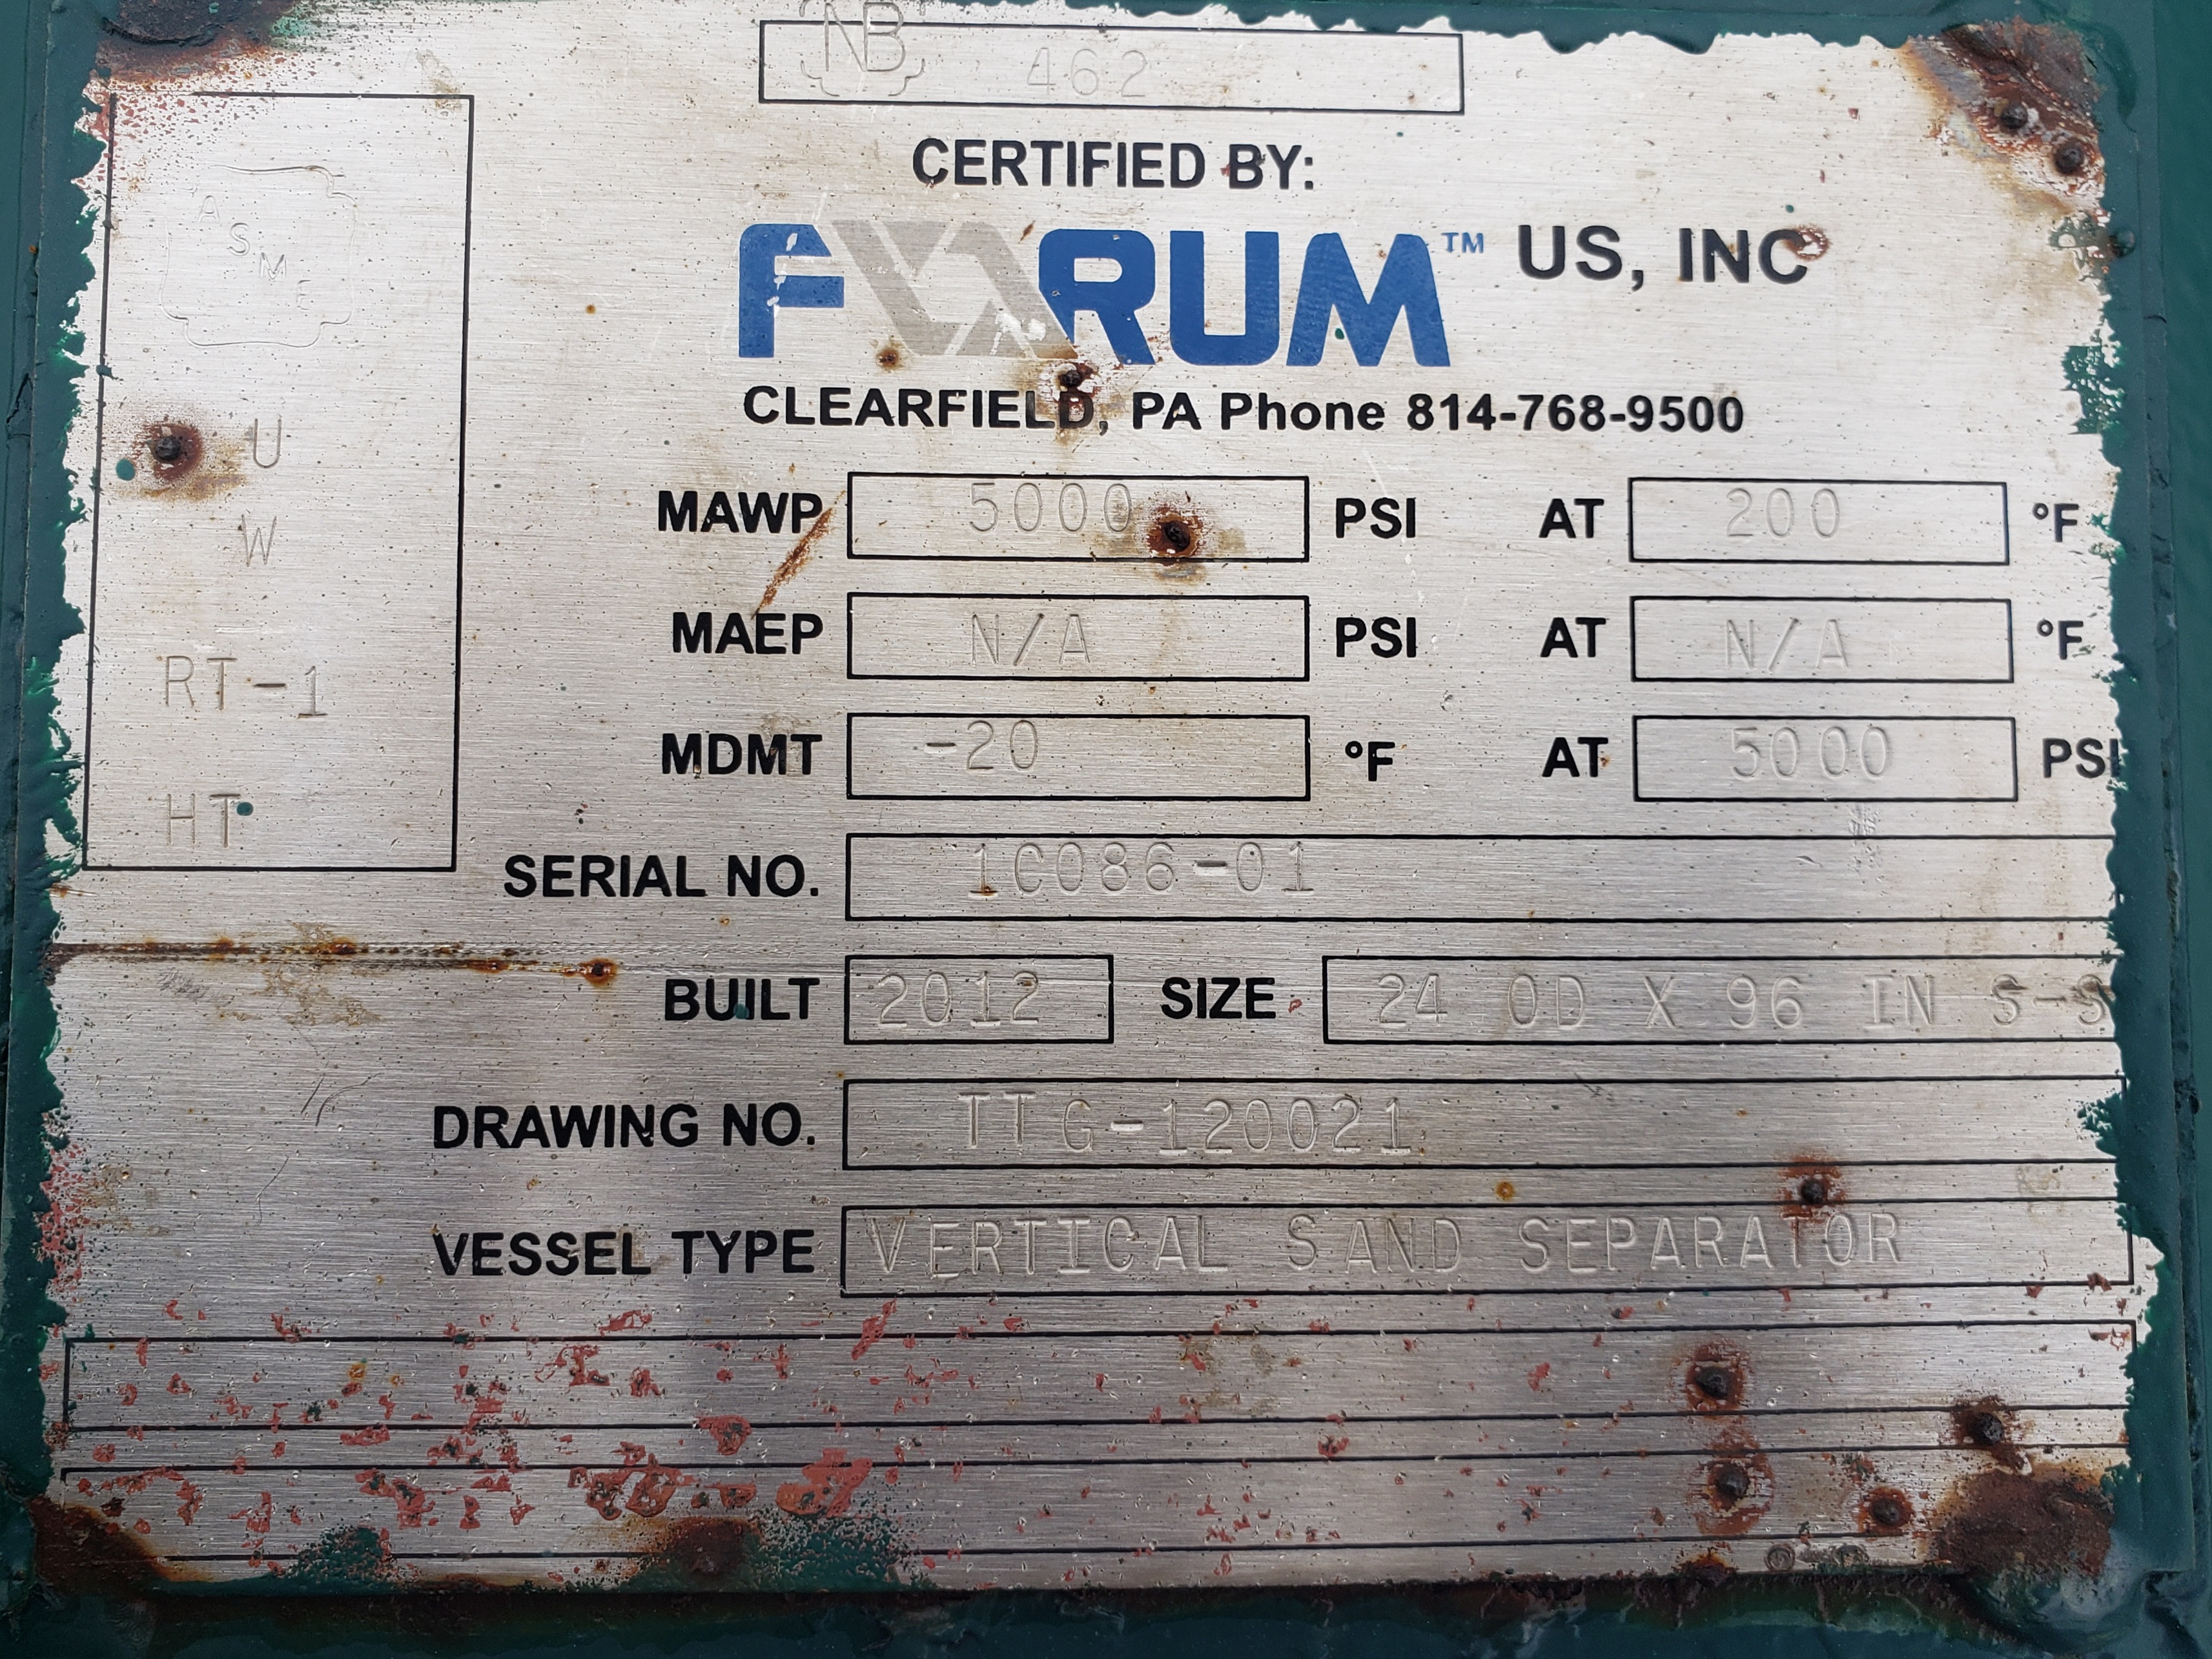 NB 462
CERTIFIED BY:
FORUM™ US, INC
CLEARFIELD, PA Phone 814-768-9500
ASME
U
W
RT-1
HT
MAWP 5000 PSI AT 200 °F
MAEP N/A PSI AT N/A °F
MDMT -20 °F AT 5000 PSI
SERIAL NO. 1C086-01
BUILT 2012 SIZE 24 OD X 96 IN S-S
DRAWING NO. TTG-120021
VESSEL TYPE VERTICAL SAND SEPARATOR